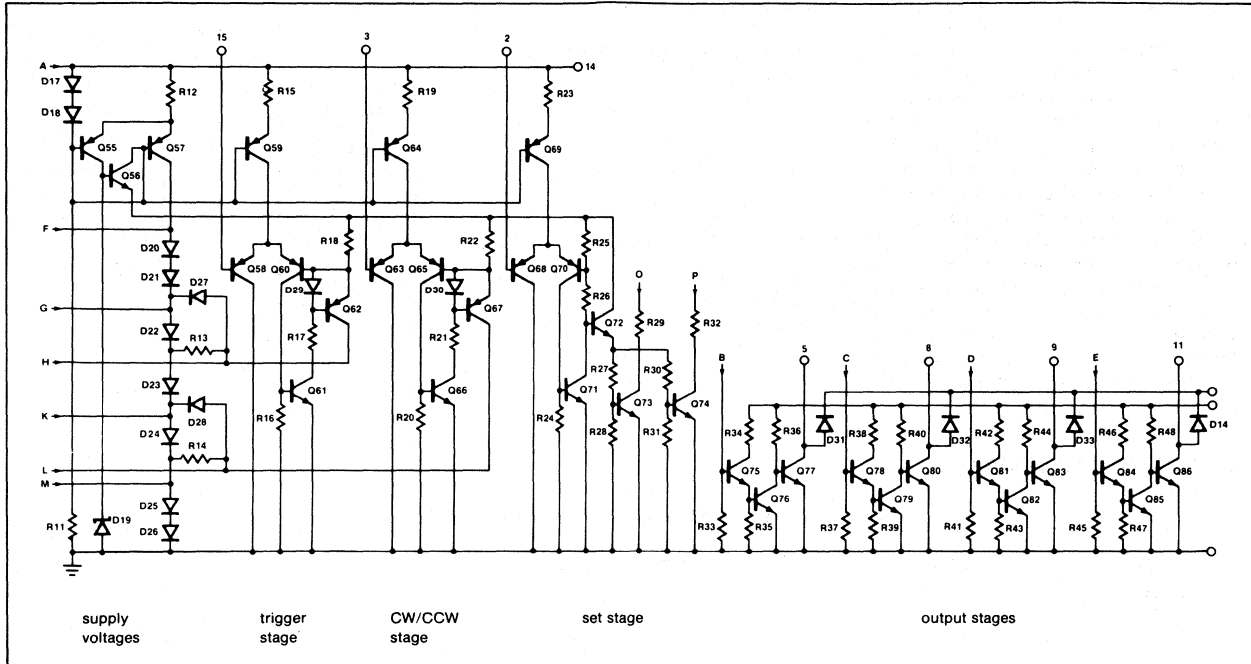 15
3
2
A
14
D17
R12
R15
R19
R23
D18
Q55
Q57
Q59
Q64
Q69
Q56
F
D20
R18
R22
R25
D21
D27
Q58
Q60
Q63
Q65
Q68
Q70
O
P
D29
D30
R26
G
Q62
Q67
D22
R13
R17
R21
Q72
R29
R32
H
B
5
C
8
D
9
E
11
D23
R27
R30
K
D28
Q61
Q66
Q71
Q73
Q74
D24
R16
R20
R24
R34
R36
D31
R38
R40
D32
R42
R44
D33
R46
R48
D14
R14
R28
R31
L
Q75
Q77
Q78
Q80
Q81
Q83
Q84
Q86
M
Q76
Q79
Q82
Q85
D25
R11
D19
D26
R33
R35
R37
R39
R41
R43
R45
R47
supply
voltages
trigger
stage
CW/CCW
stage
set stage
output stages